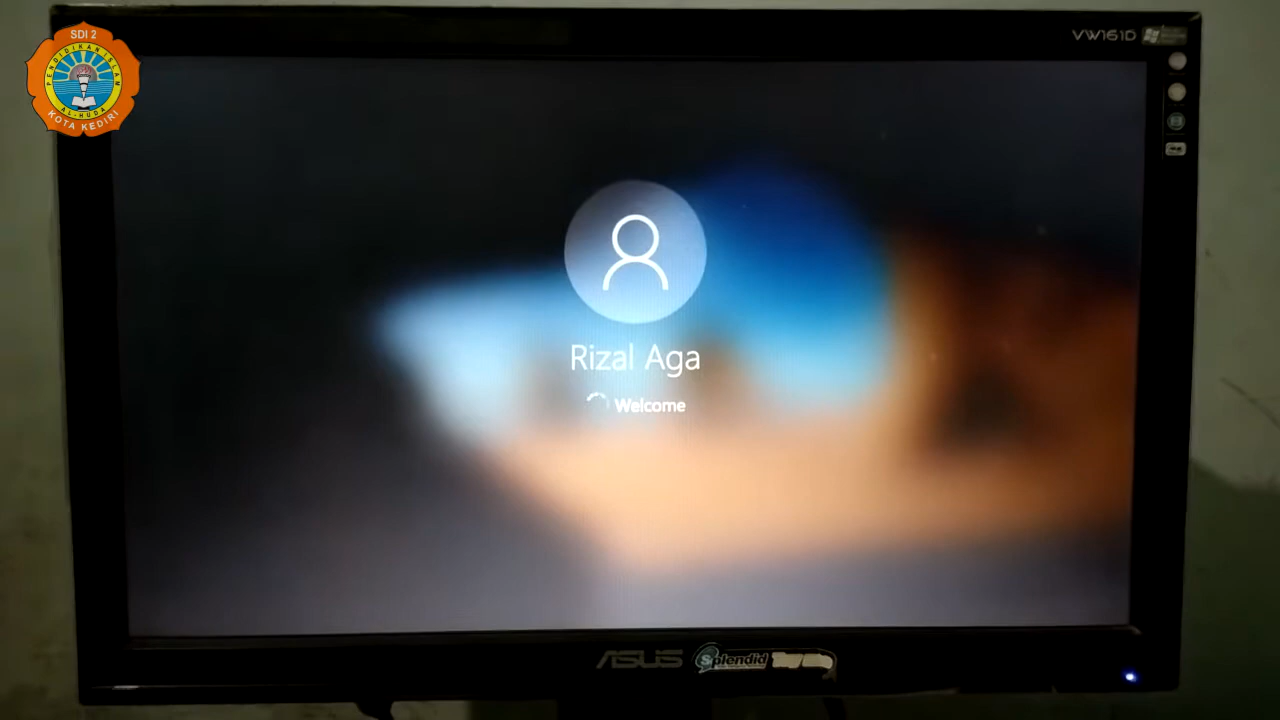 SDI 2
PENDIDIKAN ISLAM
AL-HUDA
KOTA KEDIRI
VW161D
Rizal Aga
Welcome
ASUS
Splendid